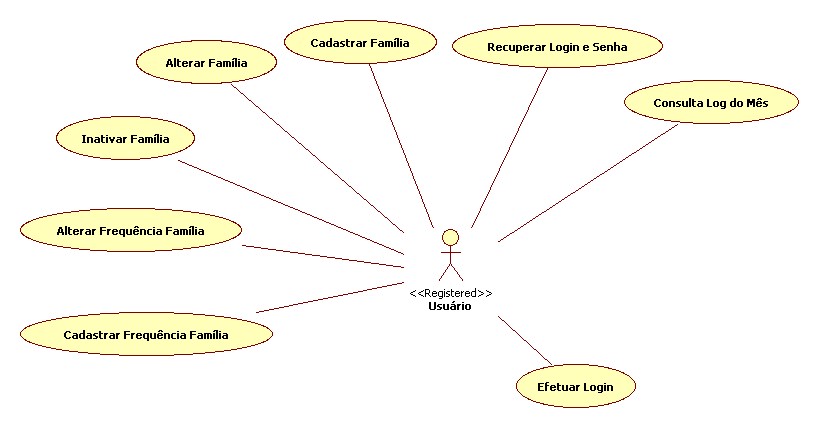 Cadastrar Família
Recuperar Login e Senha
Alterar Família
Consulta Log do Mês
Inativar Família
Alterar Frequência Família
<<Registered>>
Usuário
Cadastrar Frequência Família
Efetuar Login